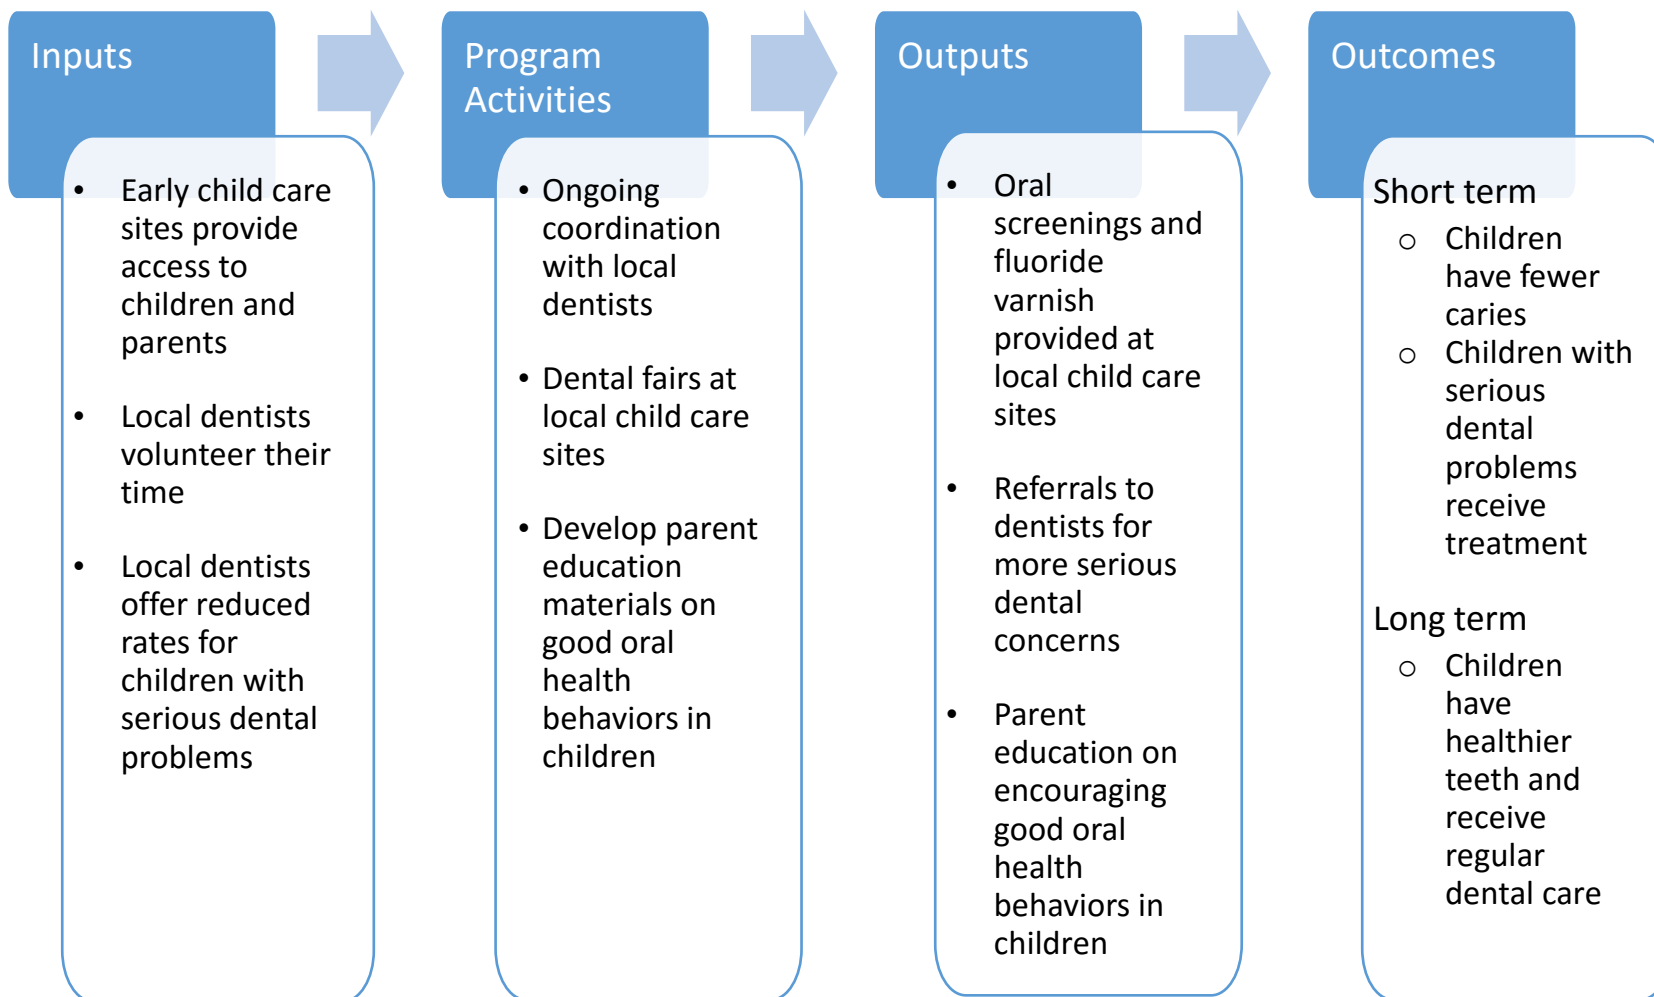 Inputs
• Early child care
sites provide
access to
children and
parents
• Local dentists
volunteer their
time
• Local dentists
offer reduced
rates for
children with
serious dental
problems
Program
Activities
• Ongoing
coordination
with local
dentists
• Dental fairs at
local child care
sites
• Develop parent
education
materials on
good oral
health
behaviors in
children
Outputs
• Oral
screenings and
fluoride
varnish
provided at
local child care
sites
• Referrals to
dentists for
more serious
dental
concerns
• Parent
education on
encouraging
good oral
health
behaviors in
children
Outcomes
Short term
o Children
have fewer
caries
o Children with
serious
dental
problems
receive
treatment
Long term
o Children
have
healthier
teeth and
receive
regular
dental care